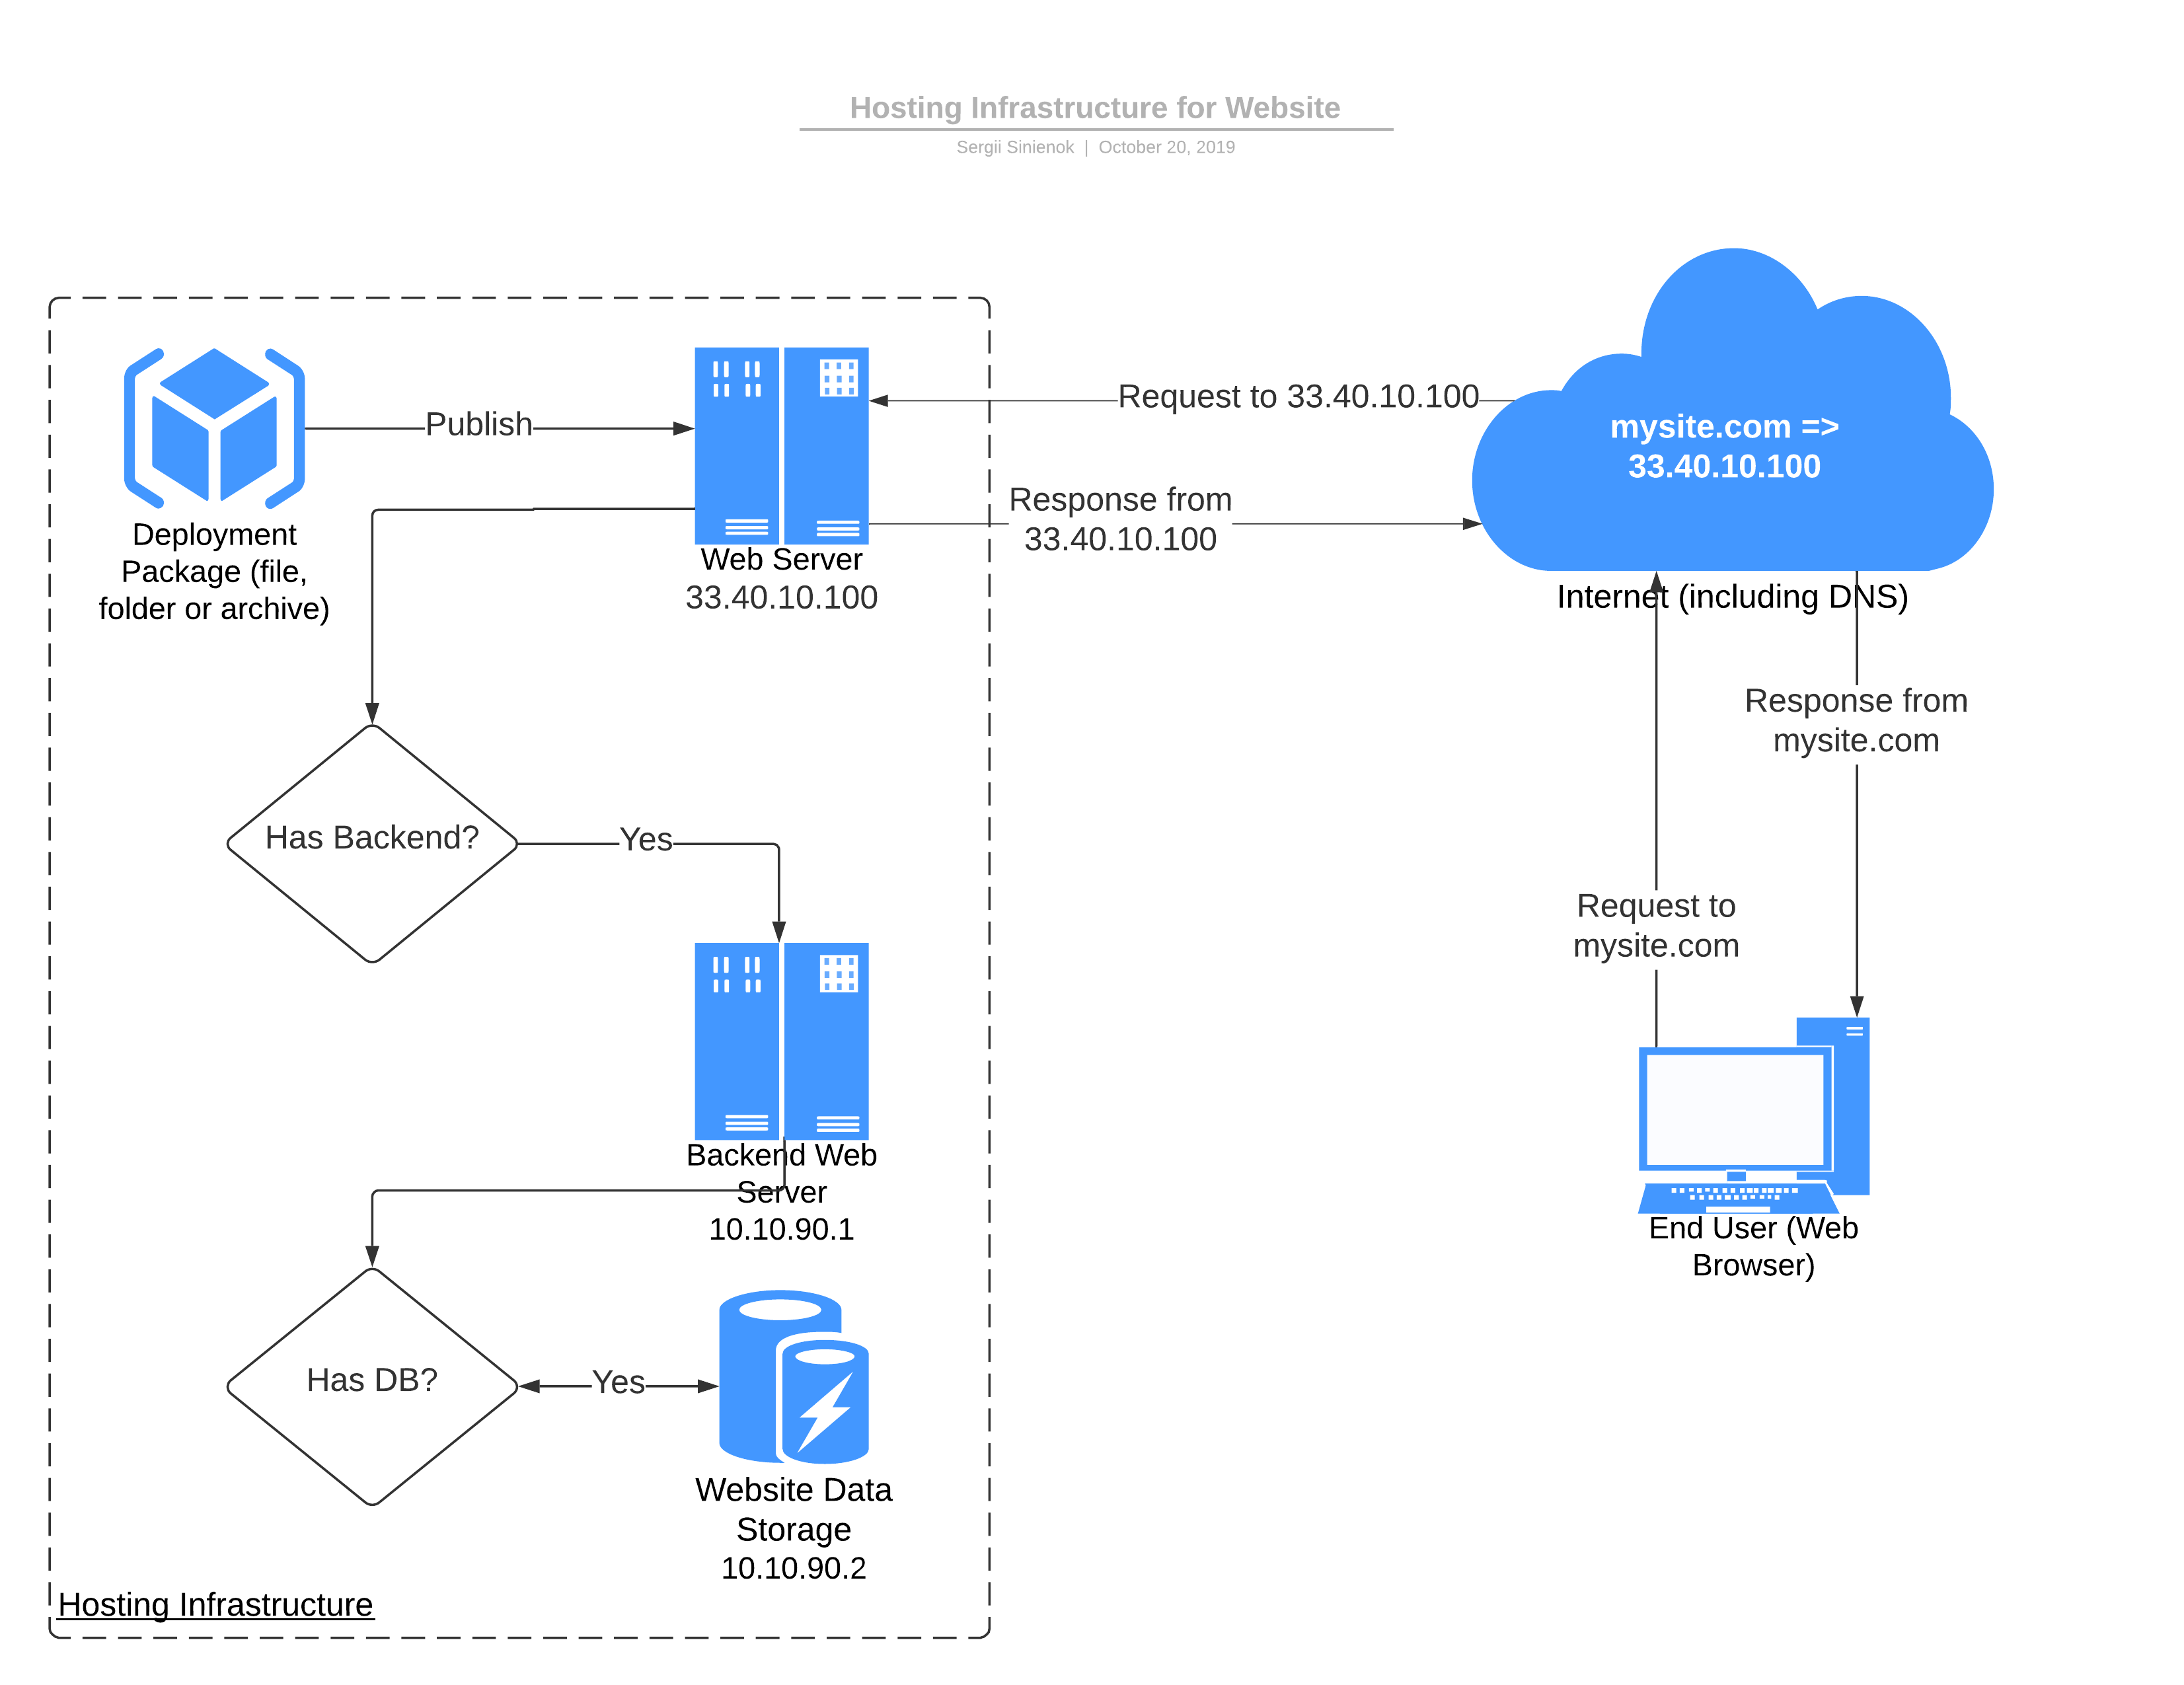 Hosting Infrastructure for Website
Sergii Sinienok | October 20, 2019
Publish
Deployment
Package (file,
folder or archive)
Web Server
33.40.10.100
Request to 33.40.10.100
Response from
33.40.10.100
mysite.com =>
33.40.10.100
Internet (including DNS)
Response from
mysite.com
Request to
mysite.com
End User (Web
Browser)
Has Backend?
Yes
Backend Web
Server
10.10.90.1
Has DB?
Yes
Website Data
Storage
10.10.90.2
Hosting Infrastructure